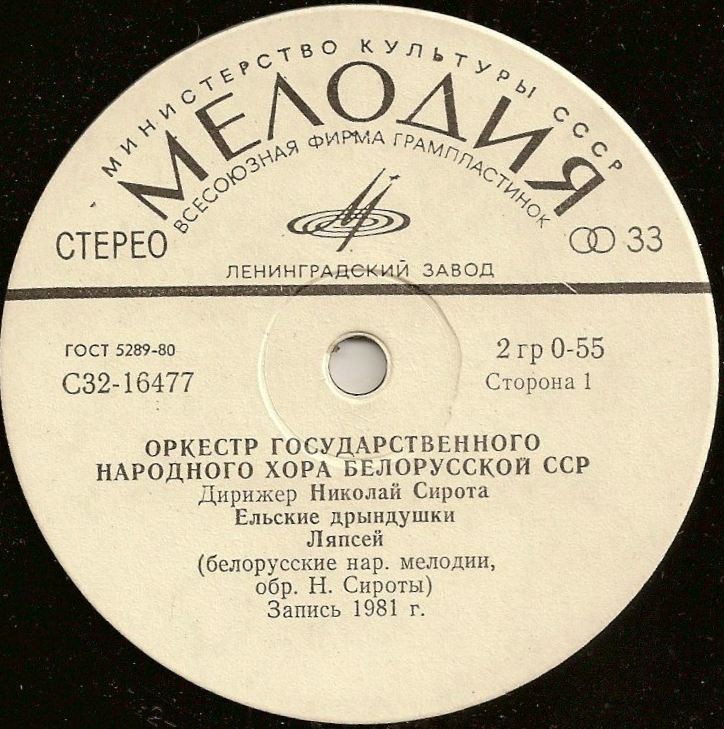 МИНИСТЕРСТВО КУЛЬТУРЫ СССР
МЕЛОДИЯ
ВСЕСОЮЗНАЯ ФИРМА ГРАМПЛАСТИНОК
СТЕРЕО
33
ЛЕНИНГРАДСКИЙ ЗАВОД
ГОСТ 5289-80
2 гр 0-55
С32-16477
Сторона 1
ОРКЕСТР ГОСУДАРСТВЕННОГО
НАРОДНОГО ХОРА БЕЛОРУССКОЙ ССР
Дирижер Николай Сирота
Ельские дрындушки
Ляпсей
(белорусские нар. мелодии,
обр. Н. Сироты)
Запись 1981 г.